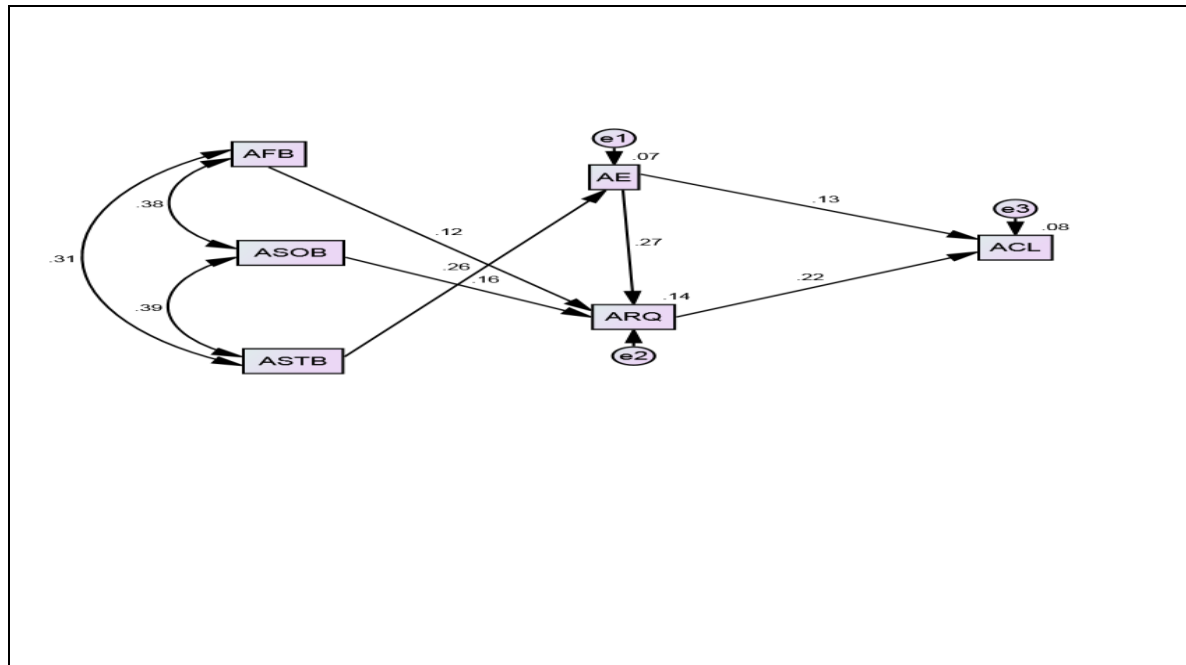 e1
.07
AFB
AE
.13
e3
.08
.38
.12
.27
ACL
ASOB
.31
.26
.16
.22
.14
.39
ARQ
ASTB
e2